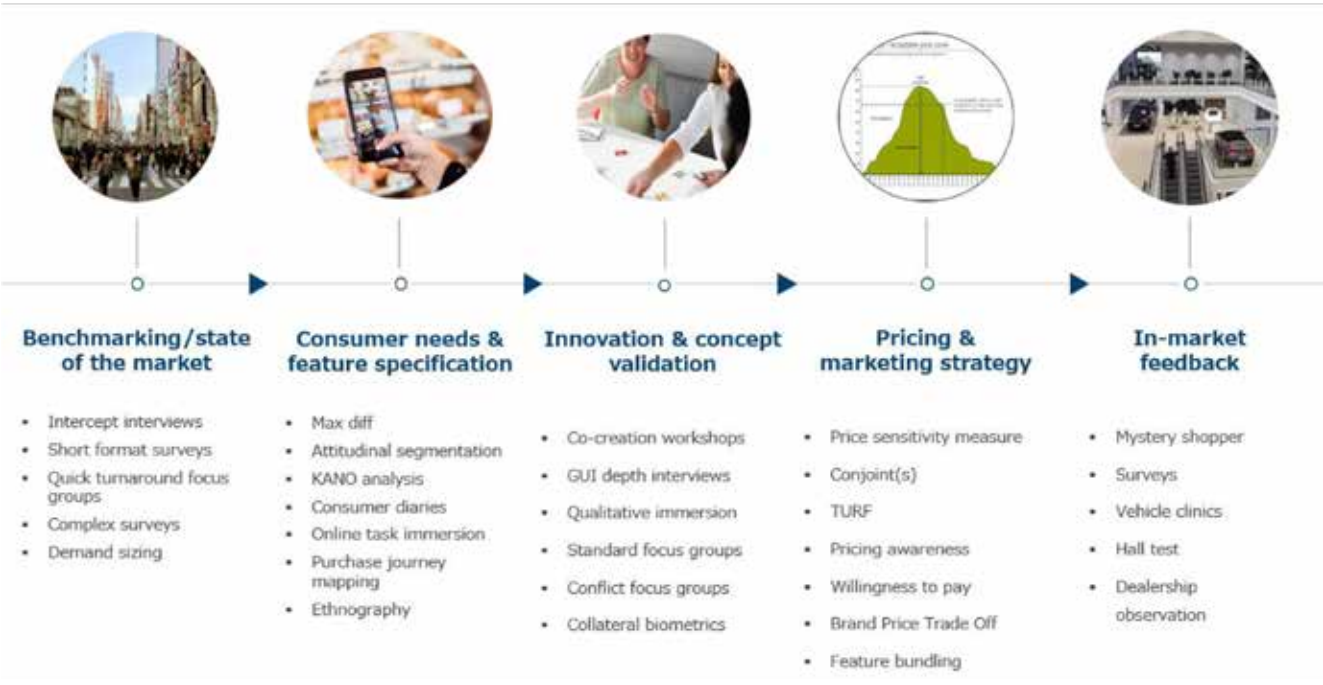 Benchmarking/state
of the market
• Intercept interviews
• Short format surveys
• Quick turnaround focus
groups
• Complex surveys
• Demand sizing
Consumer needs &
feature specification
• Max diff
• Attitudinal segmentation
• KANO analysis
• Consumer diaries
• Online task immersion
• Purchase journey
mapping
• Ethnography
Innovation & concept
validation
• Co-creation workshops
• GUI depth interviews
• Qualitative immersion
• Standard focus groups
• Conflict focus groups
• Collateral biometrics
Pricing &
marketing strategy
• Price sensitivity measure
• Conjoint(s)
• TURF
• Pricing awareness
• Willingness to pay
• Brand Price Trade Off
• Feature bundling
In-market
feedback
• Mystery shopper
• Surveys
• Vehicle clinics
• Hall test
• Dealership
observation